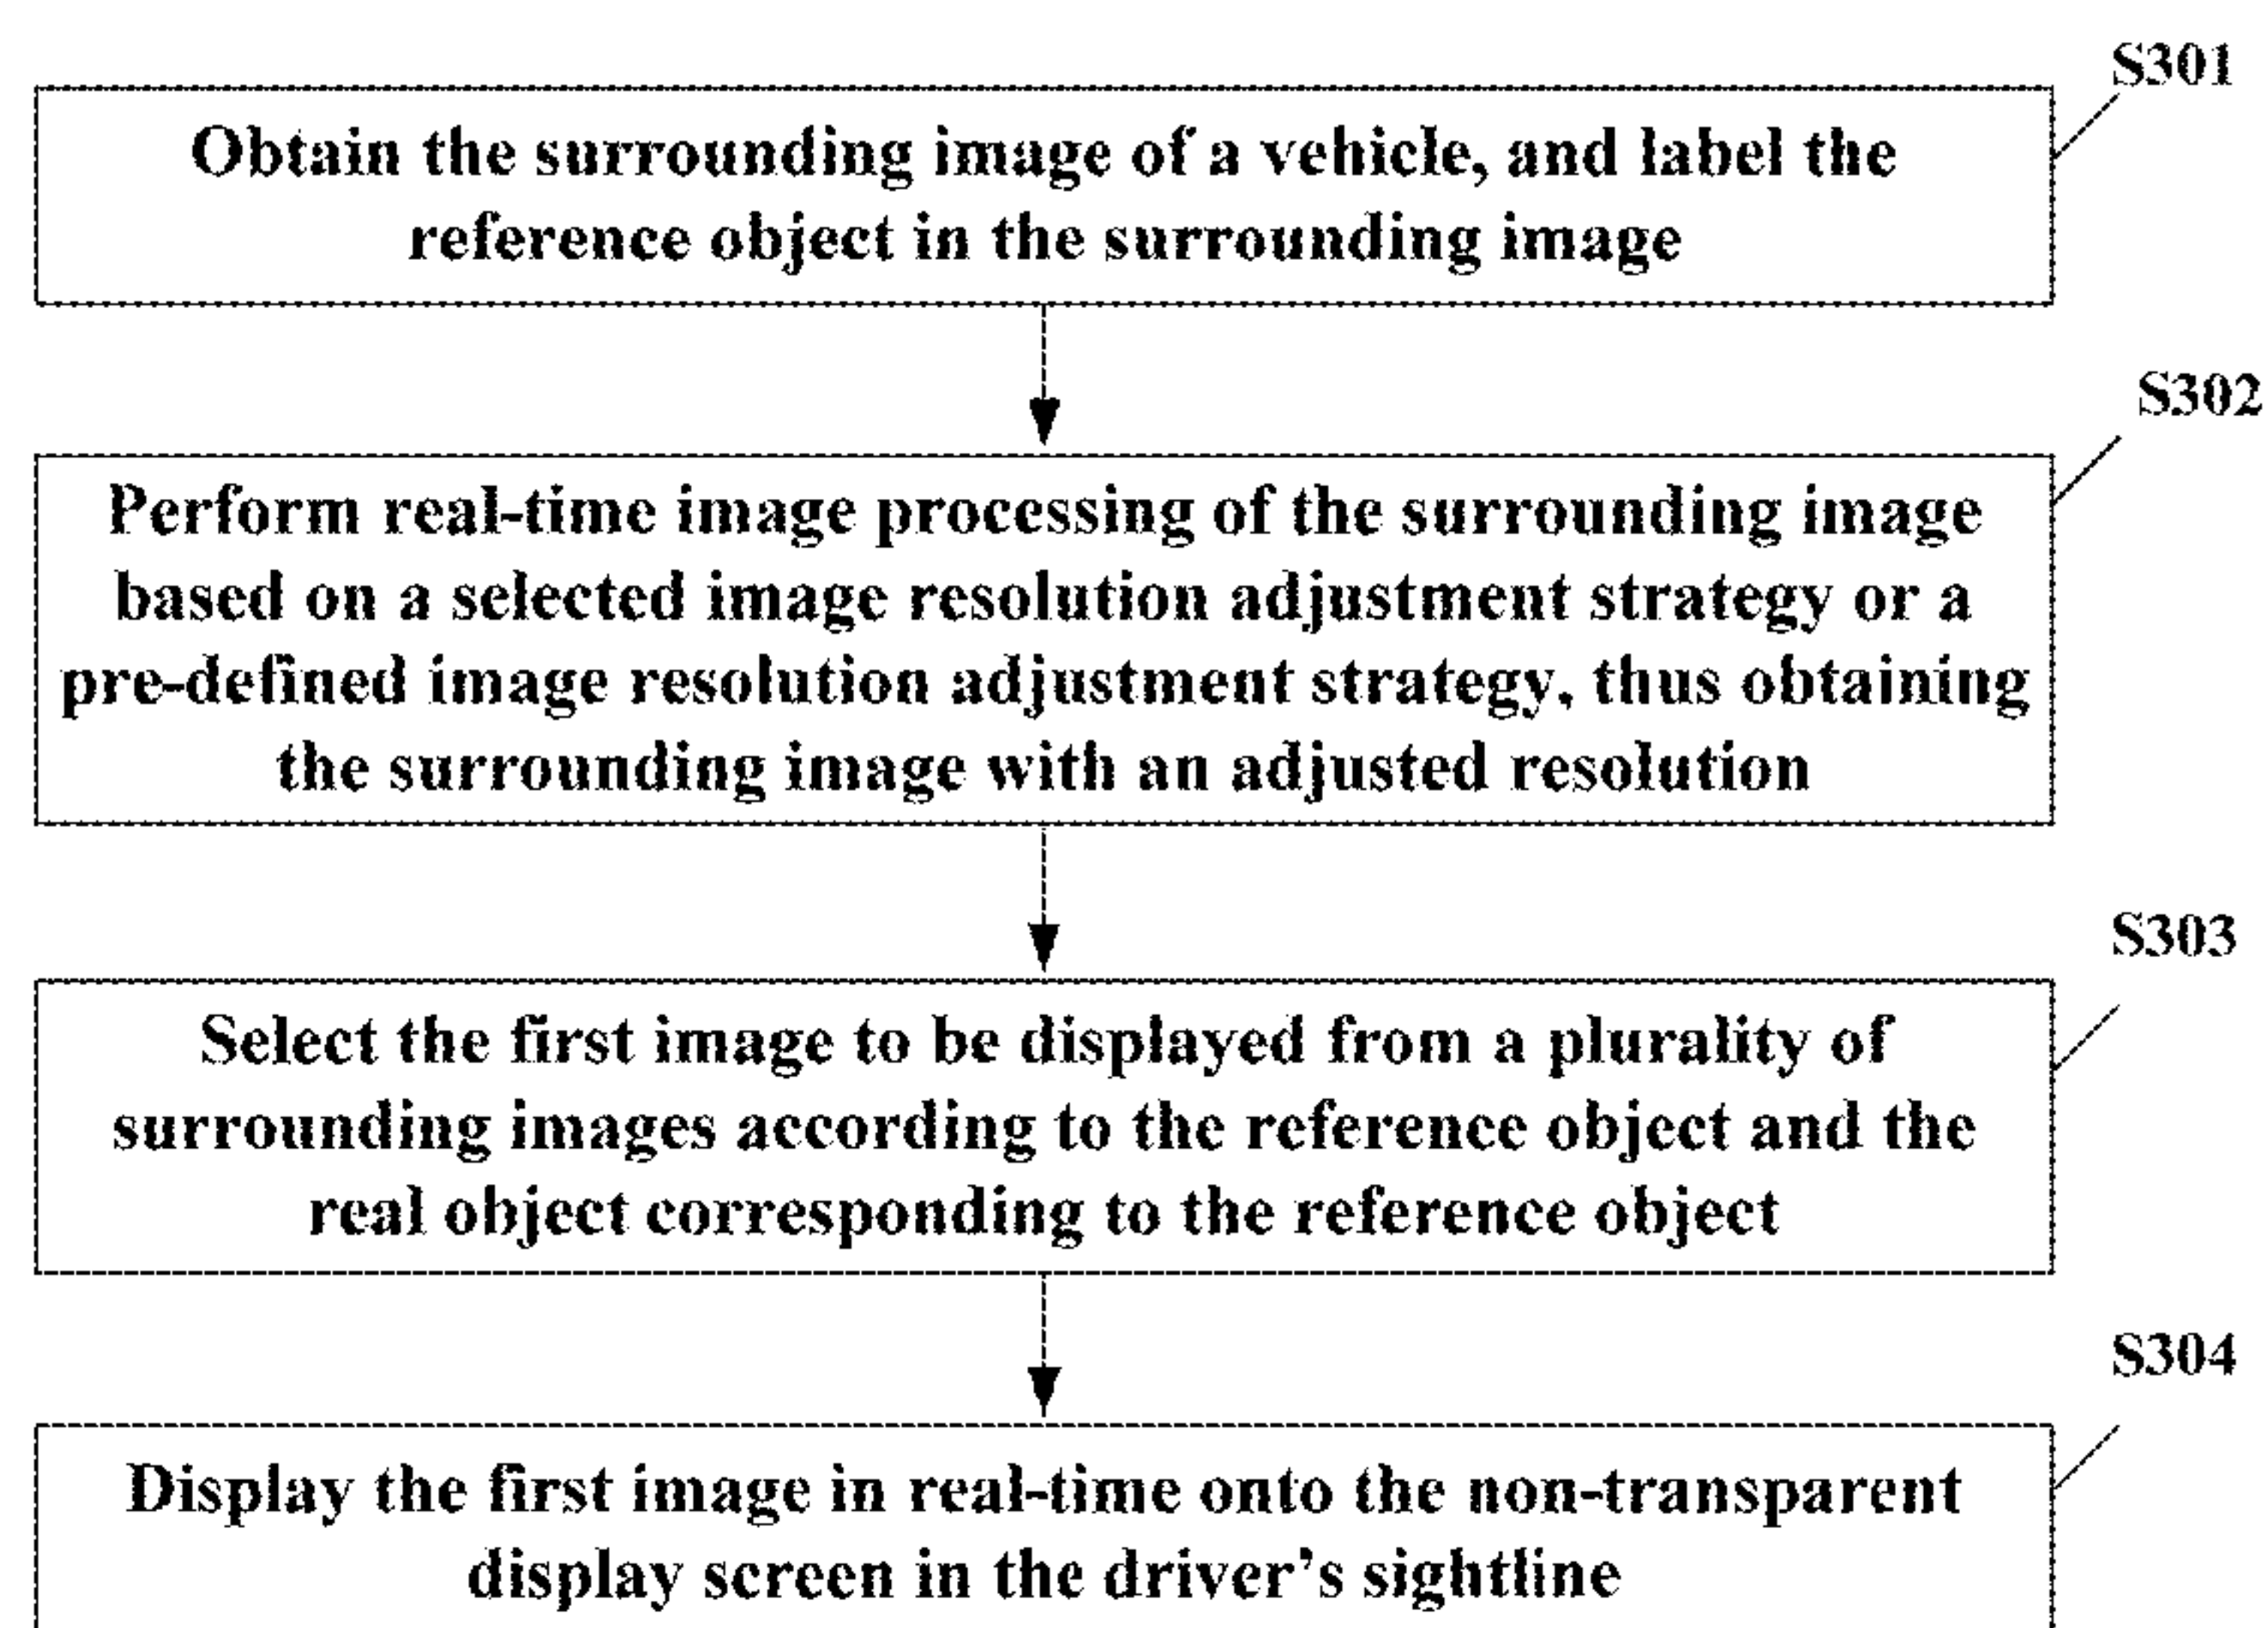 S301
Obtain the surrounding image of a vehicle, and label the
reference object in the surrounding image
S302
Perform real-time image processing of the surrounding image
based on a selected image resolution adjustment strategy or a
pre-defined image resolution adjustment strategy, thus obtaining
the surrounding image with an adjusted resolution
S303
Select the first image to be displayed from a plurality of
surrounding images according to the reference object and the
real object corresponding to the reference object
S304
Display the first image in real-time onto the non-transparent
display screen in the driver's sightline